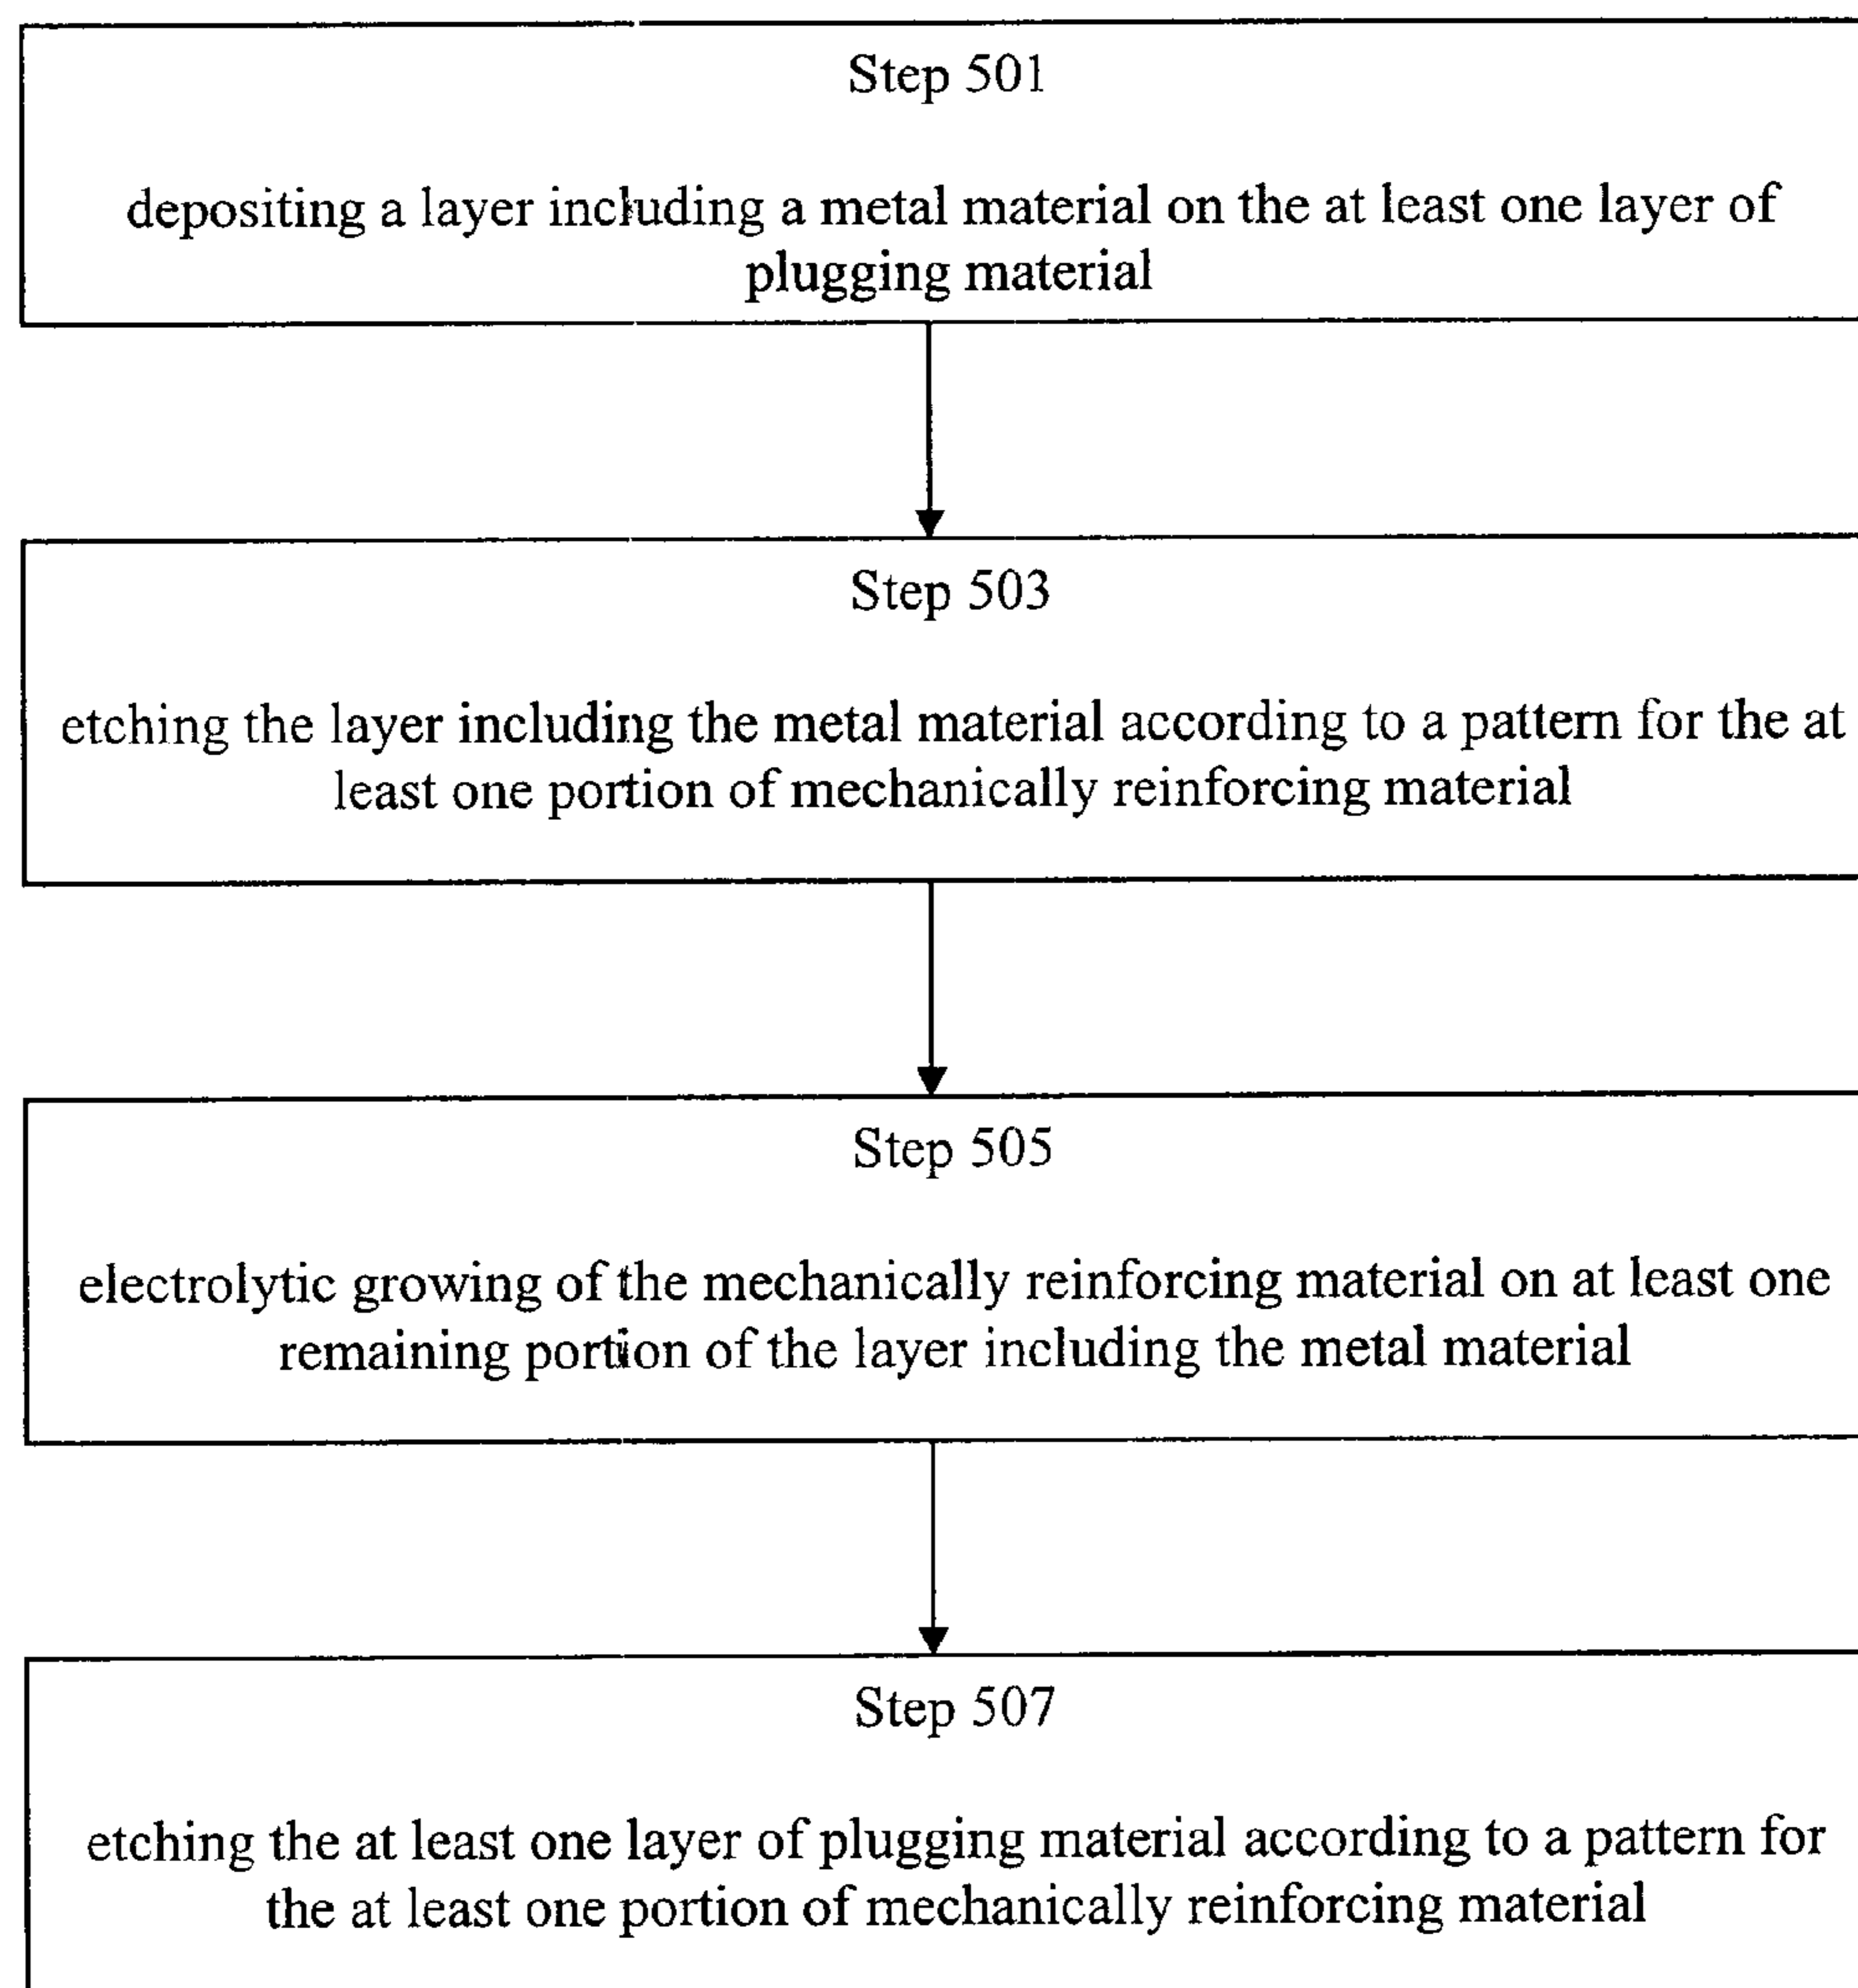 Step 501
depositing a layer including a metal material on the at least one layer of
plugging material
Step 503
etching the layer including the metal material according to a pattern for the at
least one portion of mechanically reinforcing material
Step 505
electrolytic growing of the mechanically reinforcing material on at least one
remaining portion of the layer including the metal material
Step 507
etching the at least one layer of plugging material according to a pattern for
the at least one portion of mechanically reinforcing material